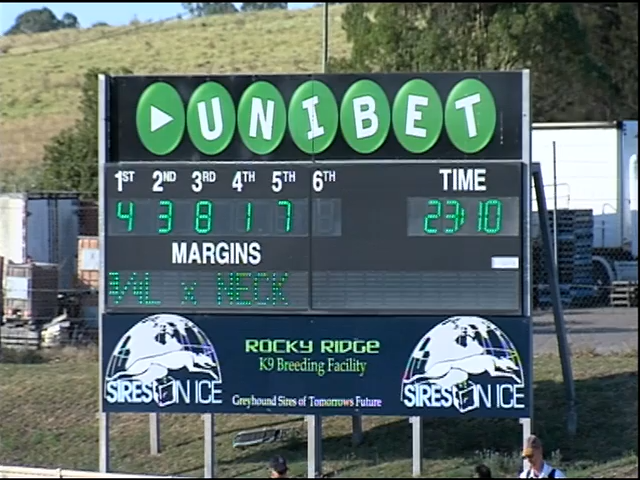 UNIBET
1ST 2ND 3RD 4TH 5TH 6TH TIME
4 3 8 1 7 23:10
MARGINS
3/4L x NECK
ROCKY RIDGE
K9 Breeding Facility
SIRES ON ICE
SIRES ON ICE
Greyhound Sires of Tomorrows Future